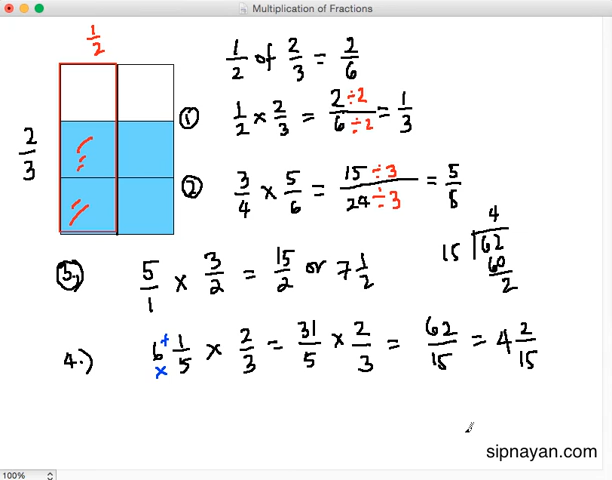 Multiplication of Fractions
1/2
2/3
1/2 of 2/3 = 2/6
① 1/2 × 2/3 = 2 ÷2 / 6 ÷2 = 1/3
② 3/4 × 5/6 = 15 ÷3 / 24 ÷3 = 5/8
3.) 5/1 × 3/2 = 15/2 or 7 1/2
4
15 62
60
2
4.) 6 + × 1/5 × 2/3 = 31/5 × 2/3 = 62/15 = 4 2/15
sipnayan.com
100%